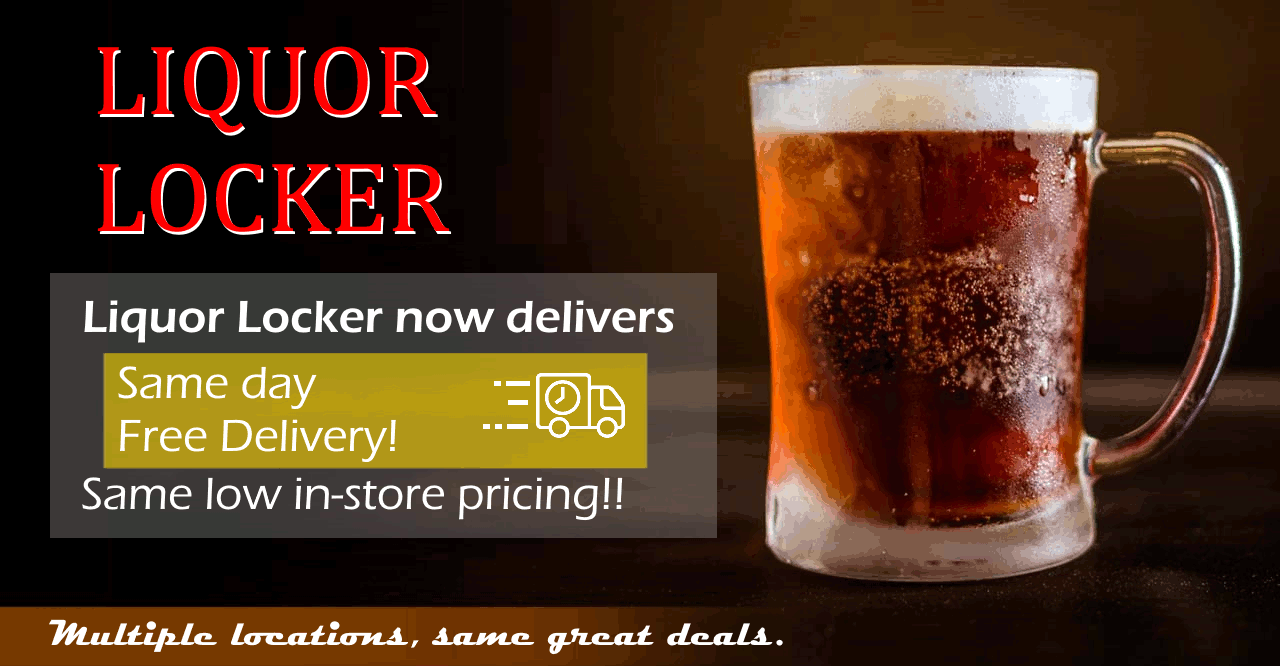 LIQUOR
LOCKER
Liquor Locker now delivers
Same day
Free Delivery!
Same low in-store pricing!!
Multiple locations, same great deals.